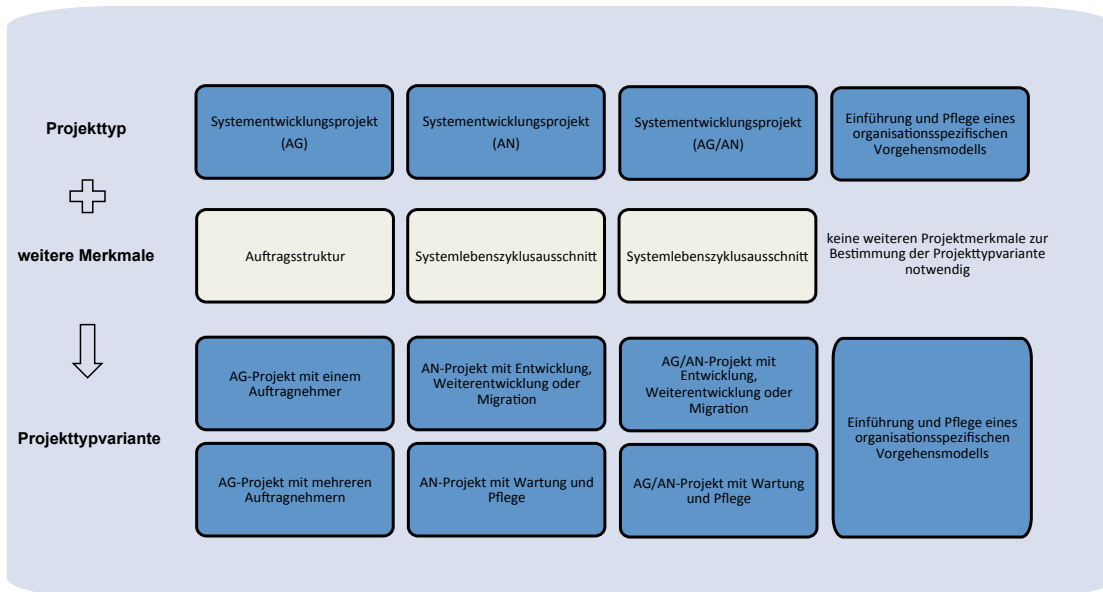 Projekttyp
Systementwicklungsprojekt
(AG)
Systementwicklungsprojekt
(AN)
Systementwicklungsprojekt
(AG/AN)
Einführung und Pflege eines
organisationsspezifischen
Vorgehensmodells
weitere Merkmale
Auftragsstruktur
Systemlebenszyklusausschnitt
Systemlebenszyklusausschnitt
keine weiteren Projektmerkmale zur
Bestimmung der Projekttypvariante
notwendig
Projekttypvariante
AG-Projekt mit einem
Auftragnehmer
AN-Projekt mit Entwicklung,
Weiterentwicklung oder
Migration
AG/AN-Projekt mit
Entwicklung,
Weiterentwicklung oder
Migration
Einführung und Pflege eines
organisationsspezifischen
Vorgehensmodells
AG-Projekt mit mehreren
Auftragnehmern
AN-Projekt mit Wartung und
Pflege
AG/AN-Projekt mit Wartung
und Pflege